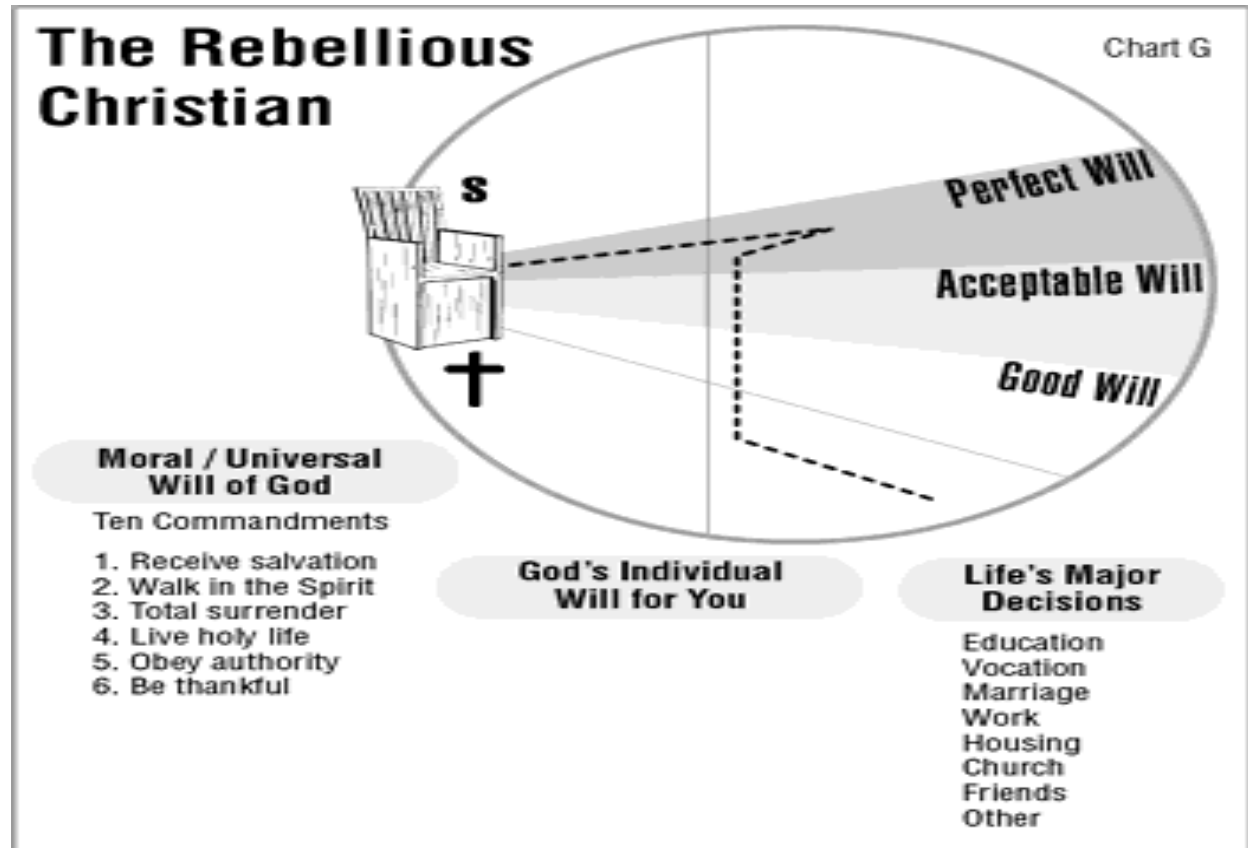 The Rebellious
Christian
Chart G
S
Perfect Will
Acceptable Will
Good Will
Moral / Universal
Will of God
Ten Commandments
1. Receive salvation
2. Walk in the Spirit
3. Total surrender
4. Live holy life
5. Obey authority
6. Be thankful
God's Individual
Will for You
Life's Major
Decisions
Education
Vocation
Marriage
Work
Housing
Church
Friends
Other